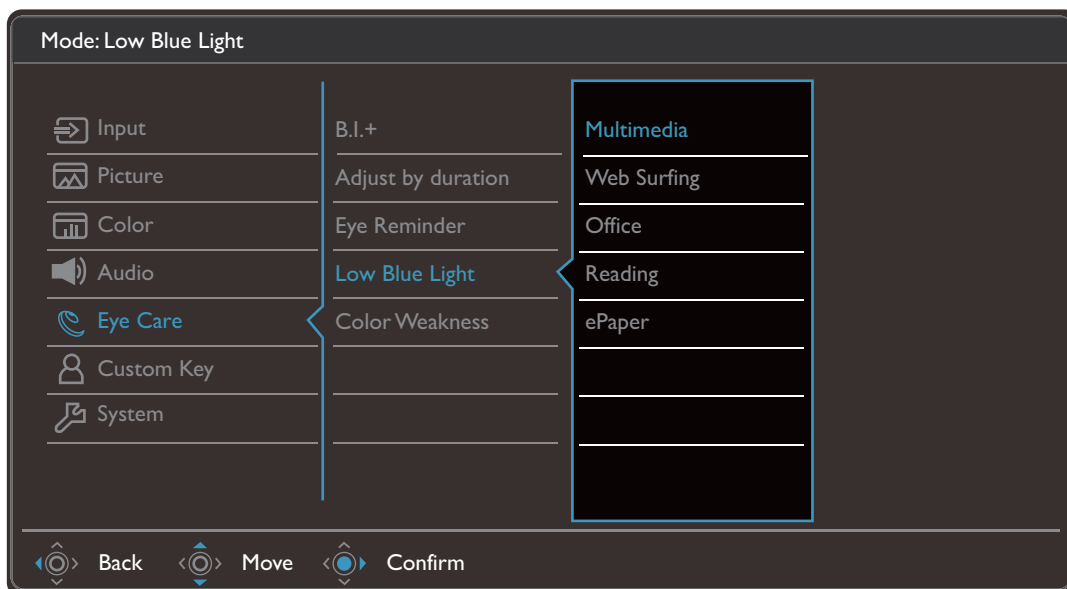 Mode: Low Blue Light
Input
Picture
Color
Audio
Eye Care
Custom Key
System
B.I.+
Adjust by duration
Eye Reminder
Low Blue Light
Color Weakness
Multimedia
Web Surfing
Office
Reading
ePaper
Back Move Confirm